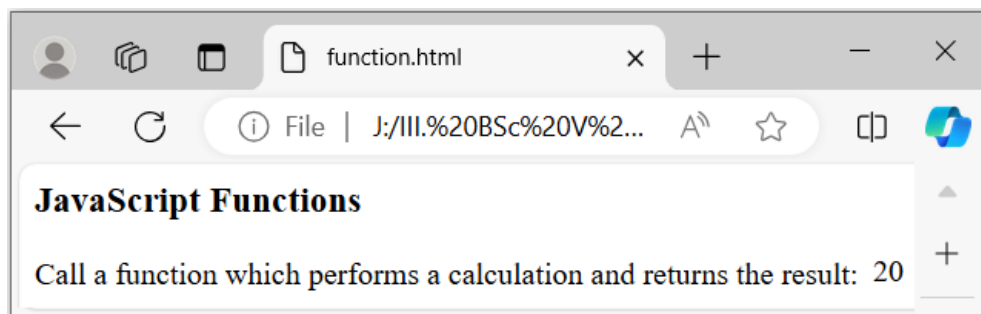 function.html
File | J:/III.%20BSc%20V%2...
JavaScript Functions
Call a function which performs a calculation and returns the result: 20